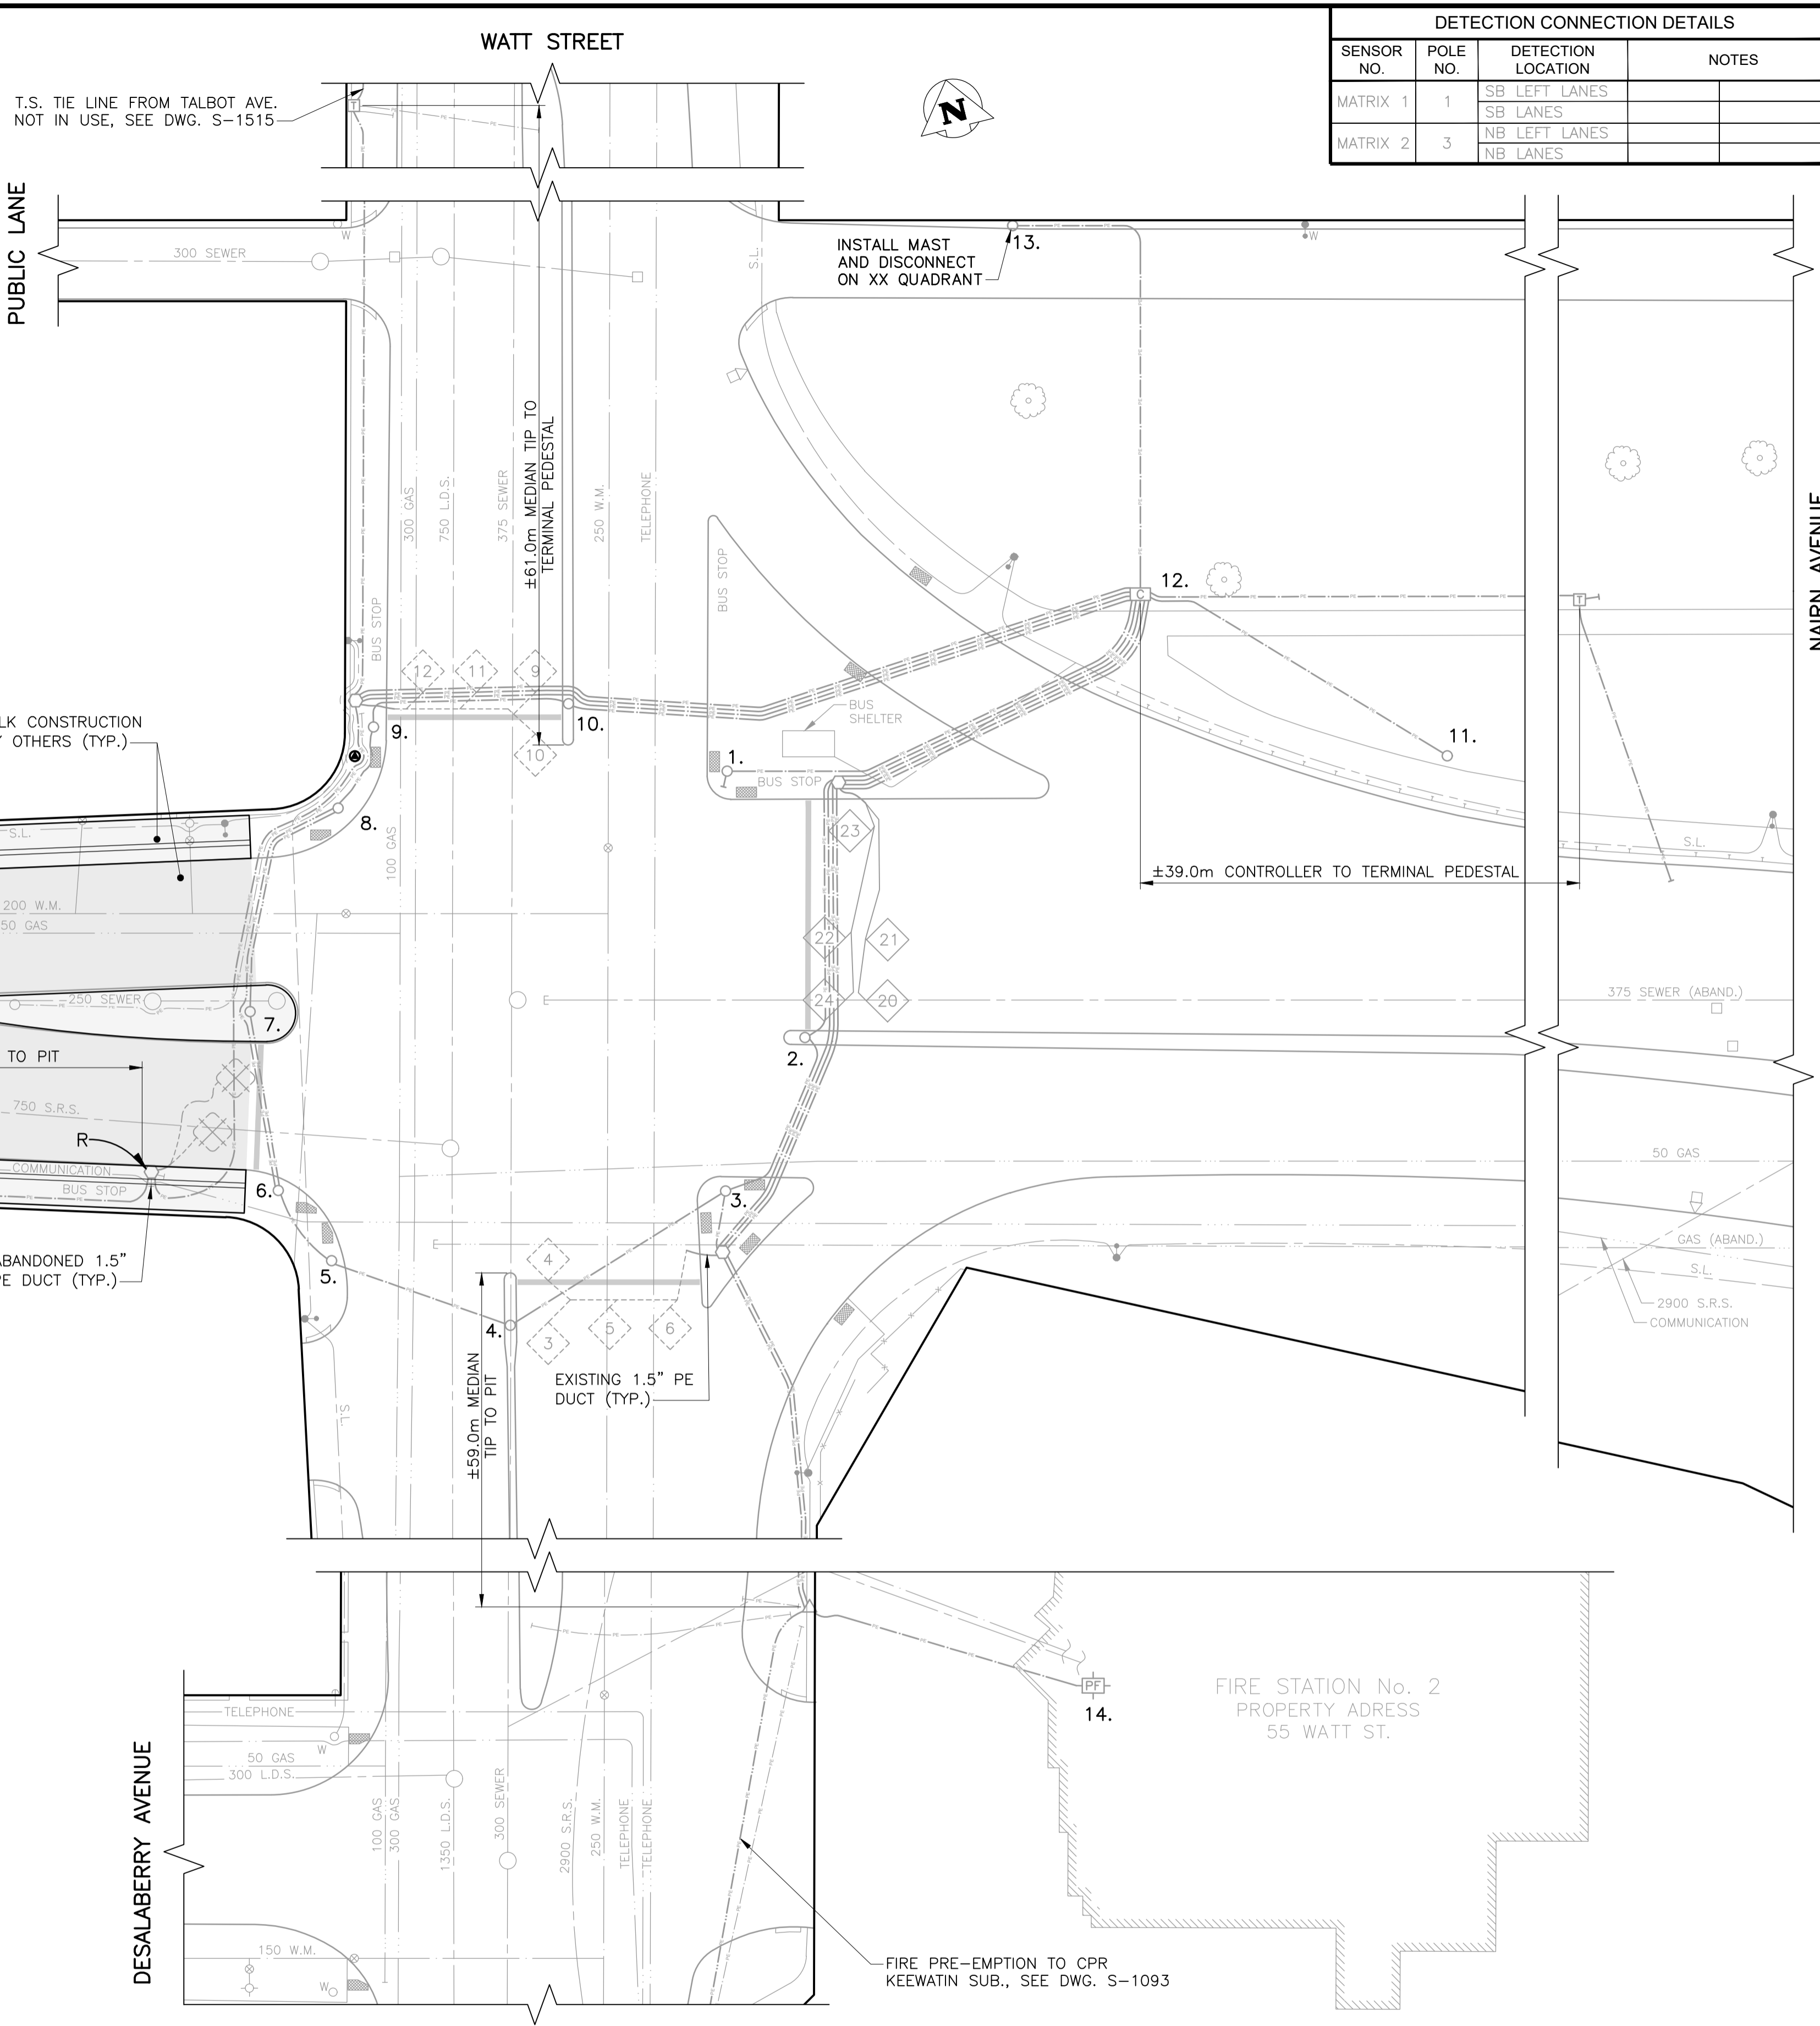 WATT STREET
DETECTION CONNECTION DETAILS
SENSOR NO.
POLE NO.
DETECTION LOCATION
NOTES
MATRIX 1
1
SB LEFT LANES
SB LANES
MATRIX 2
3
NB LEFT LANES
NB LANES
T.S. TIE LINE FROM TALBOT AVE.
NOT IN USE, SEE DWG. S-1515
T
N
PUBLIC LANE
300 SEWER
W
S.L.
INSTALL MAST
AND DISCONNECT
ON XX QUADRANT
13.
W
±61.0m MEDIAN TIP TO
TERMINAL PEDESTAL
300 GAS
750 L.D.S.
375 SEWER
250 W.M.
TELEPHONE
BUS STOP
BUS STOP
NAIRN AVENUE
C
12.
T
12
11
9
10
9.
10.
BUS
SHELTER
1.
BUS STOP
11.
LK CONSTRUCTION
Y OTHERS (TYP.)
8.
S.L.
100 GAS
23
±39.0m CONTROLLER TO TERMINAL PEDESTAL
S.L.
200 W.M.
50 GAS
22
21
24
20
250 SEWER
7.
E
375 SEWER (ABAND.)
2.
TO PIT
750 S.R.S.
R
COMMUNICATION
BUS STOP
6.
3.
50 GAS
E
GAS (ABAND.)
S.L.
2900 S.R.S.
COMMUNICATION
ABANDONED 1.5"
PE DUCT (TYP.)
5.
4.
4
3
5
6
EXISTING 1.5" PE
DUCT (TYP.)
S.L.
±59.0m MEDIAN
TIP TO PIT
PF
14.
FIRE STATION No. 2
PROPERTY ADRESS
55 WATT ST.
DESALABERRY AVENUE
TELEPHONE
W
50 GAS
300 L.D.S.
100 GAS
300 GAS
1350 L.D.S.
300 SEWER
2900 S.R.S.
250 W.M.
TELEPHONE
TELEPHONE
150 W.M.
W
FIRE PRE-EMPTION TO CPR
KEEWATIN SUB., SEE DWG. S-1093